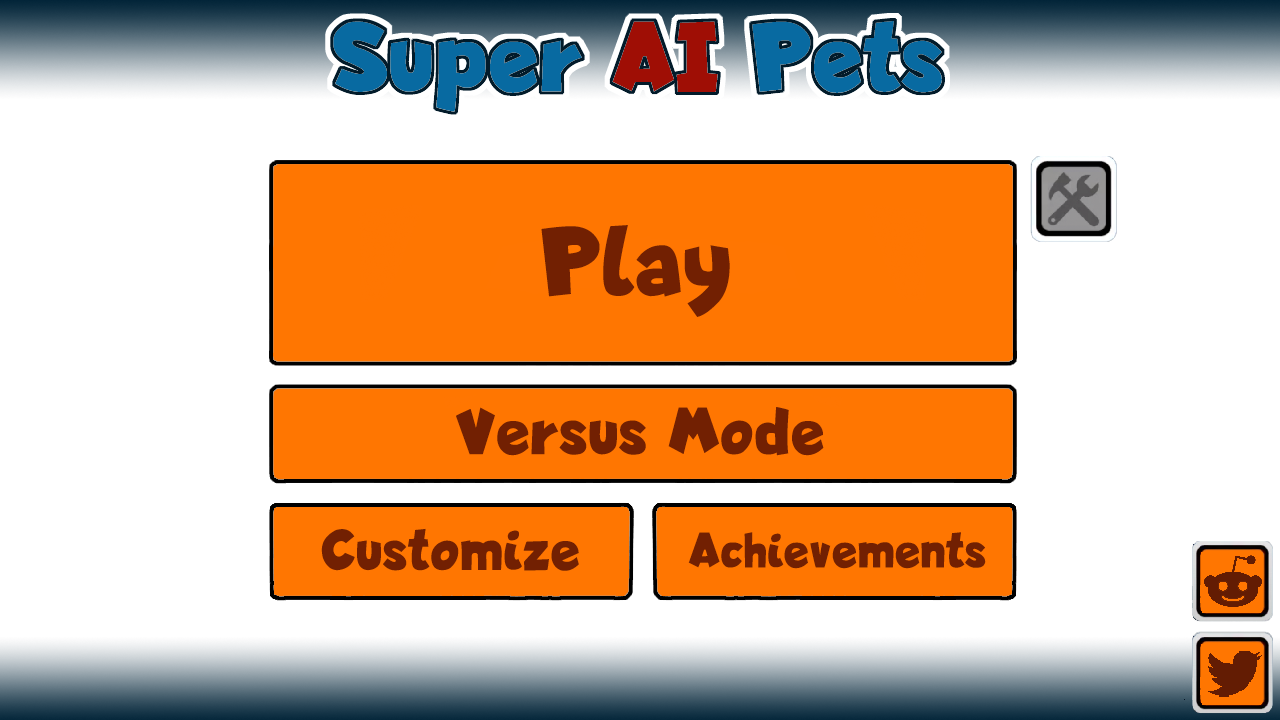 Super AI Pets
Play
Versus Mode
Customize
Achievements